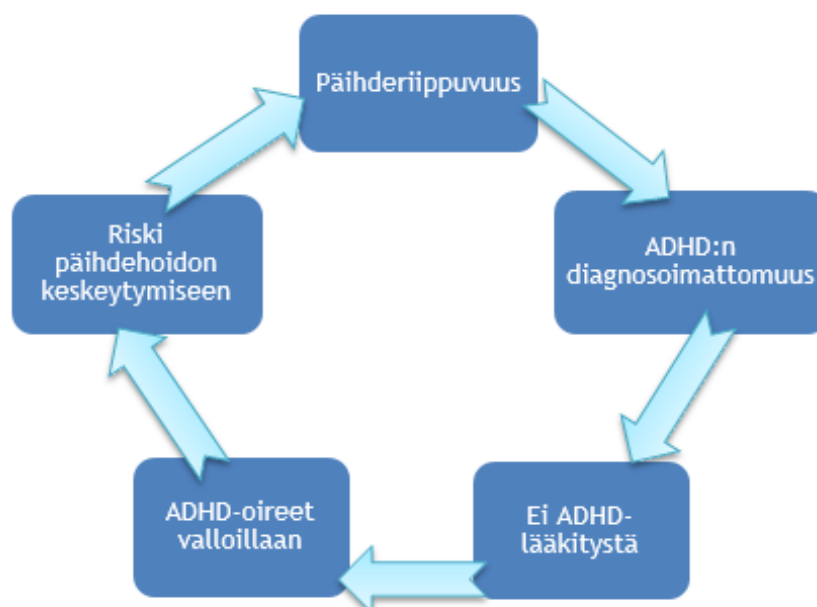 Päihderiippuvuus
ADHD:n
diagnosoimattomuus
Ei ADHD-
lääkitystä
ADHD-oireet
valloillaan
Riski
päihdehoidon
keskeytymiseen